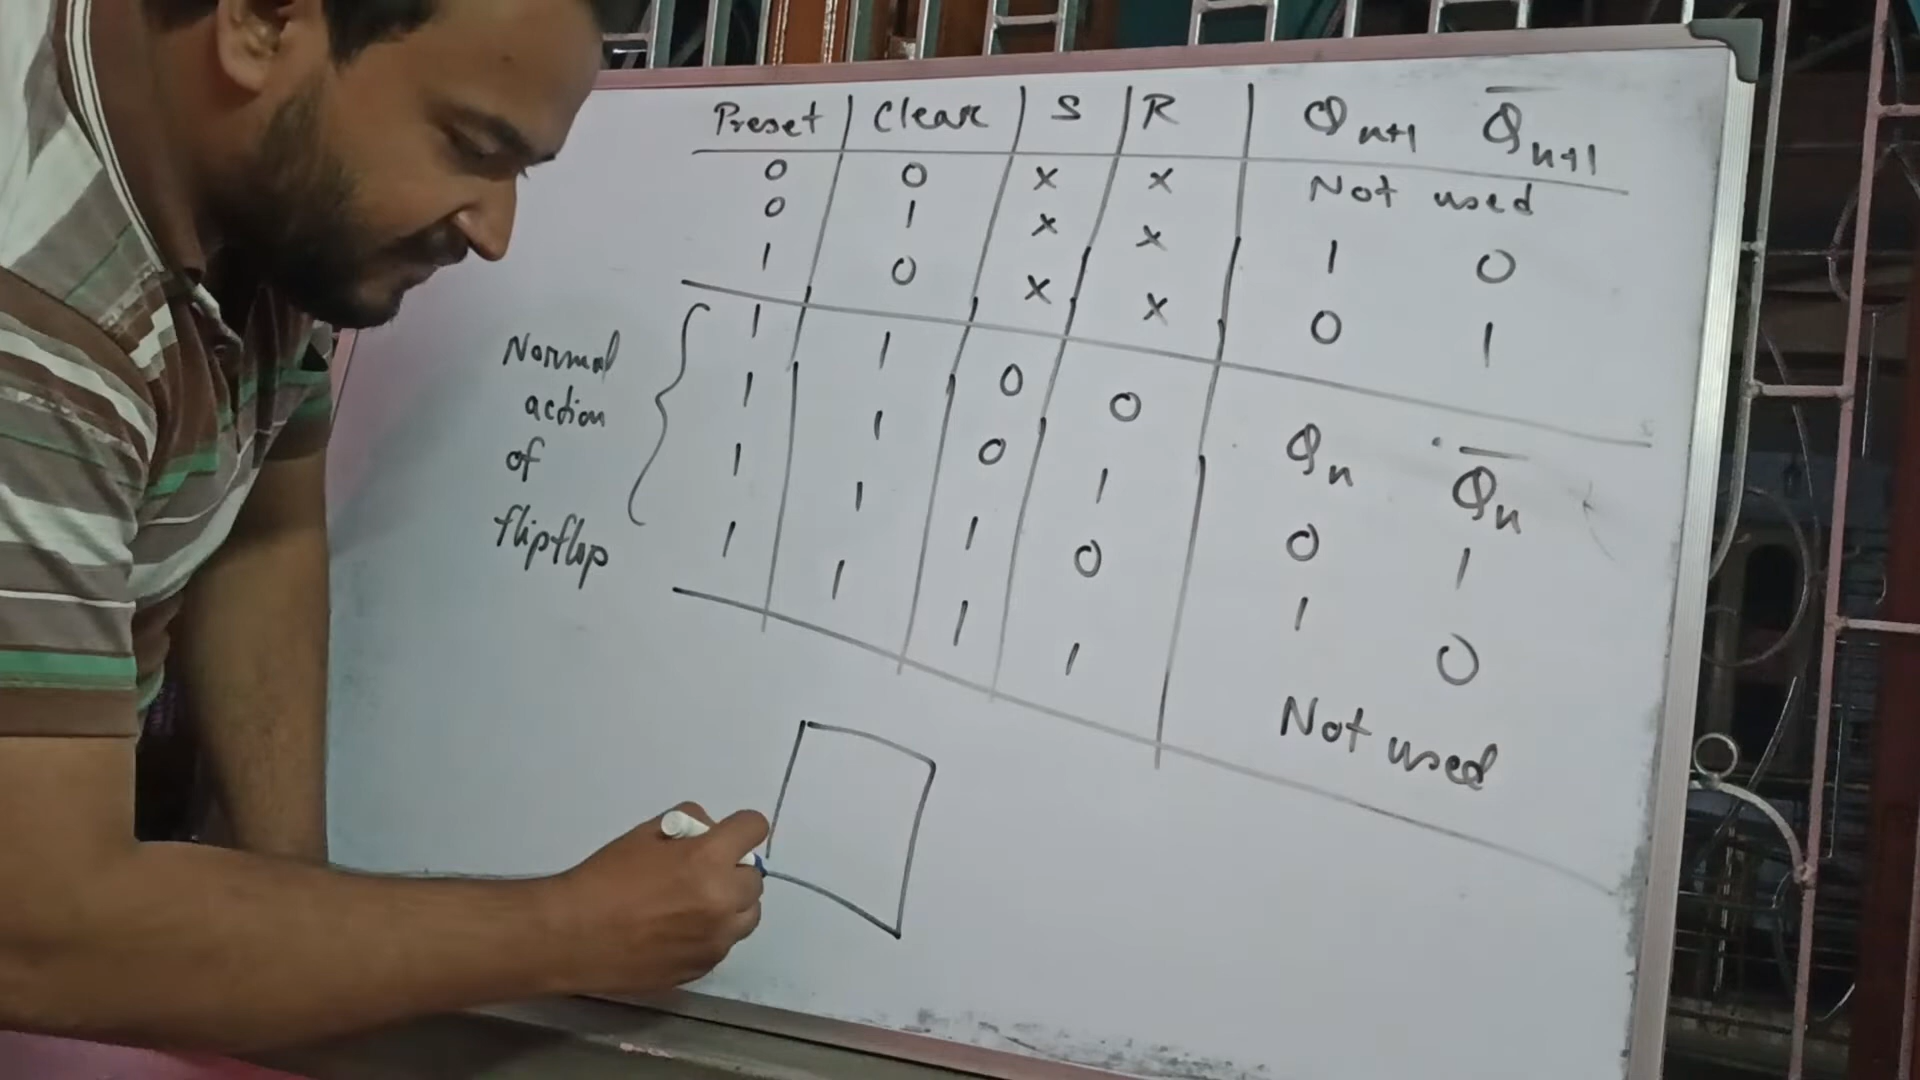 Preset | Clear | S | R | Qn+1 Q̅n+1
0 0 x x Not used
0 1 x x 1 0
1 0 x x 0 1
1 1 0 0 Qn Q̅n
1 1 0 1 0 1
1 1 1 0 1 0
1 1 1 1 Not used
Normal
action
of
flipflop